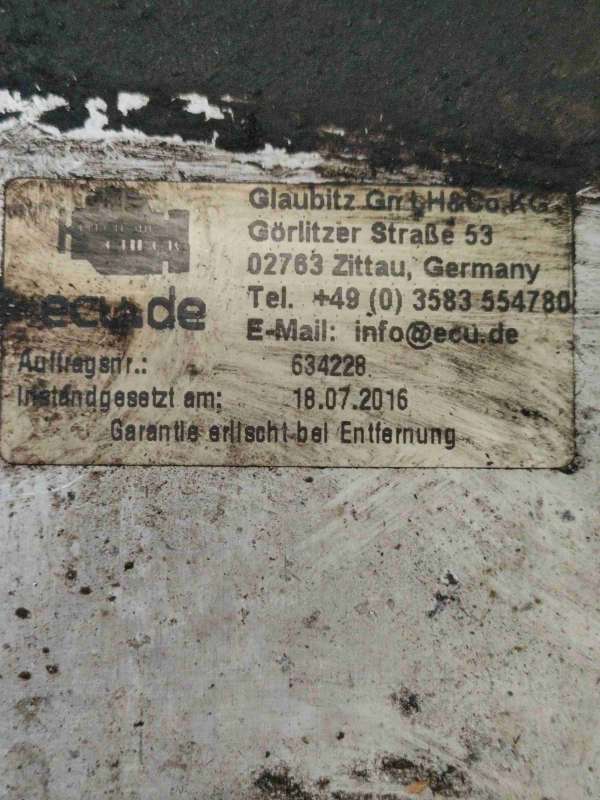 Glaubitz GmbH&Co.KG
Görlitzer Straße 53
02763 Zittau, Germany
Tel. +49 (0) 3583 554780
E-Mail: info@ecu.de
ecu.de
Auftragsnr.: 634228
Instandgesetzt am: 18.07.2016
Garantie erlischt bei Entfernung